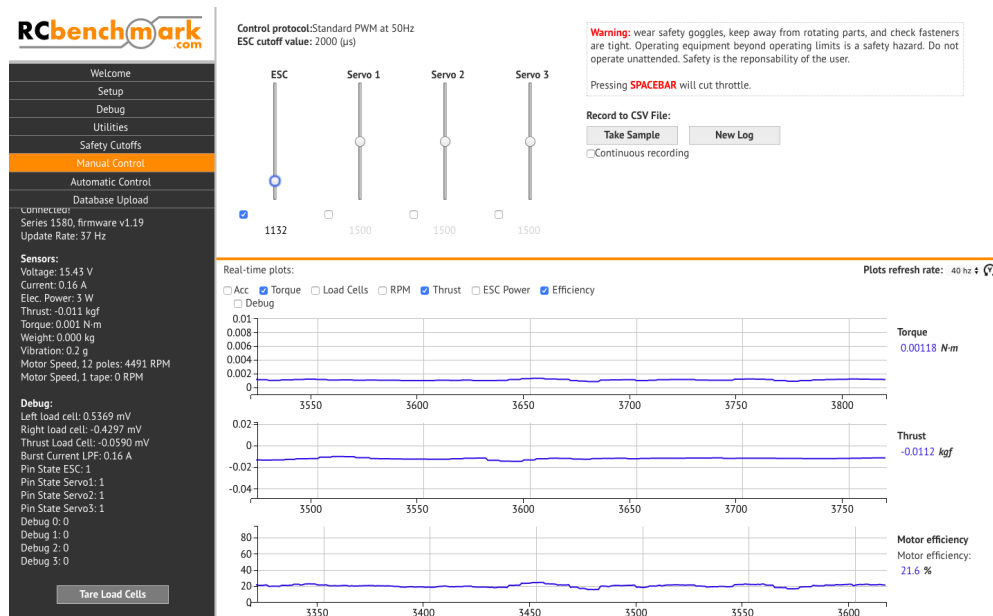 RCbenchmark
.com
Welcome
Setup
Debug
Utilities
Safety Cutoffs
Manual Control
Automatic Control
Database Upload
Connected!
Series 1580, firmware v1.19
Update Rate: 37 Hz
Sensors:
Voltage: 15.43 V
Current: 0.16 A
Elec. Power: 3 W
Thrust: -0.011 kgf
Torque: 0.001 N·m
Weight: 0.000 kg
Vibration: 0.2 g
Motor Speed, 12 poles: 4491 RPM
Motor Speed, 1 tape: 0 RPM
Debug:
Left load cell: 0.5369 mV
Right load cell: -0.4297 mV
Thrust Load Cell: -0.0590 mV
Burst Current LPF: 0.16 A
Pin State ESC: 1
Pin State Servo1: 1
Pin State Servo2: 1
Pin State Servo3: 1
Debug 0: 0
Debug 1: 0
Debug 2: 0
Debug 3: 0
Tare Load Cells
Control protocol:Standard PWM at 50Hz
ESC cutoff value: 2000 (µs)
ESC Servo 1 Servo 2 Servo 3
1132 1500 1500 1500
Warning: wear safety goggles, keep away from rotating parts, and check fasteners
are tight. Operating equipment beyond operating limits is a safety hazard. Do not
operate unattended. Safety is the reponsability of the user.
Pressing SPACEBAR will cut throttle.
Record to CSV File:
Take Sample New Log
Continuous recording
Real-time plots:
Plots refresh rate: 40 hz
Acc Torque Load Cells RPM Thrust ESC Power Efficiency
Debug
0.01
0.008
0.006
0.004
0.002
0
3550 3600 3650 3700 3750 3800
Torque
0.00118 N·m
0.02
0
-0.02
-0.04
3500 3550 3600 3650 3700 3750
Thrust
-0.0112 kgf
80
60
40
20
0
3350 3400 3450 3500 3550 3600
Motor efficiency
Motor efficiency:
21.6 %